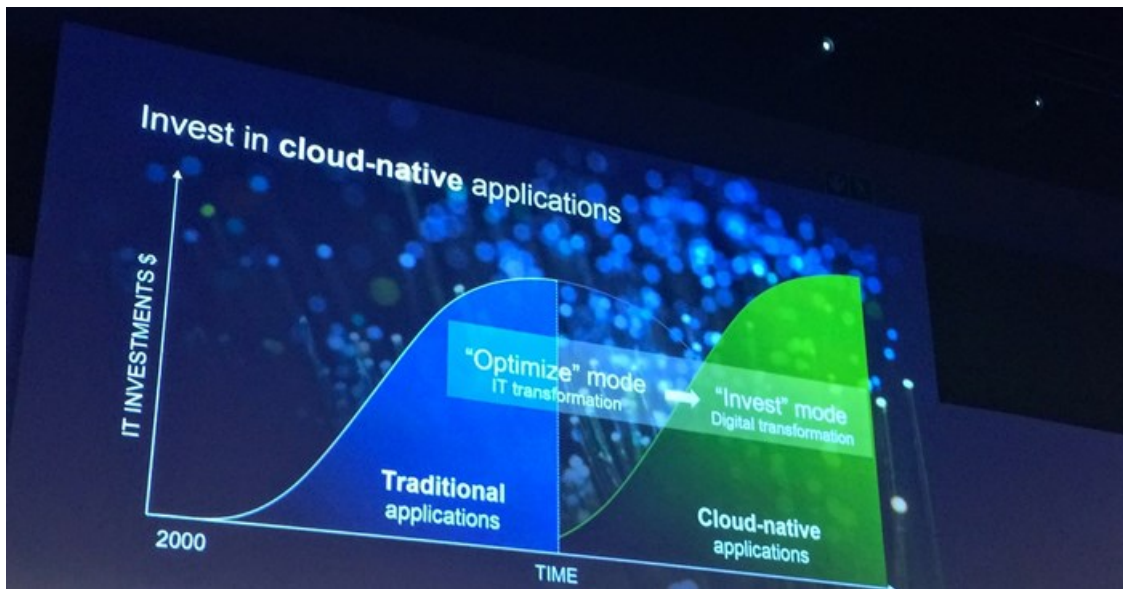 Invest in cloud-native applications
IT INVESTMENTS $
"Optimize" mode
IT transformation
"Invest" mode
Digital transformation
Traditional
applications
Cloud-native
applications
2000
TIME